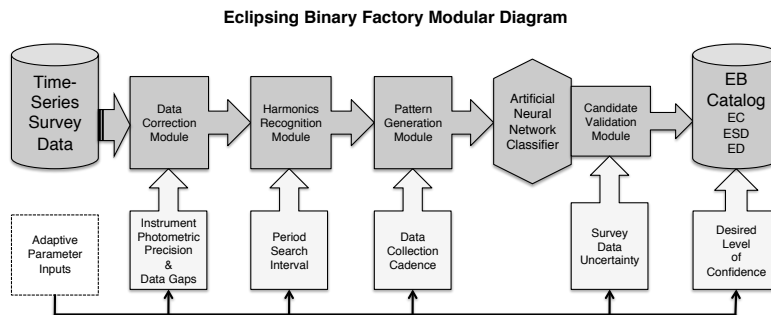 Eclipsing Binary Factory Modular Diagram
Time-
Series
Survey
Data
Data
Correction
Module
Harmonics
Recognition
Module
Pattern
Generation
Module
Artificial
Neural
Network
Classifier
Candidate
Validation
Module
EB
Catalog
EC
ESD
ED
Adaptive
Parameter
Inputs
Instrument
Photometric
Precision
&
Data Gaps
Period
Search
Interval
Data
Collection
Cadence
Survey
Data
Uncertainty
Desired
Level of
Confidence